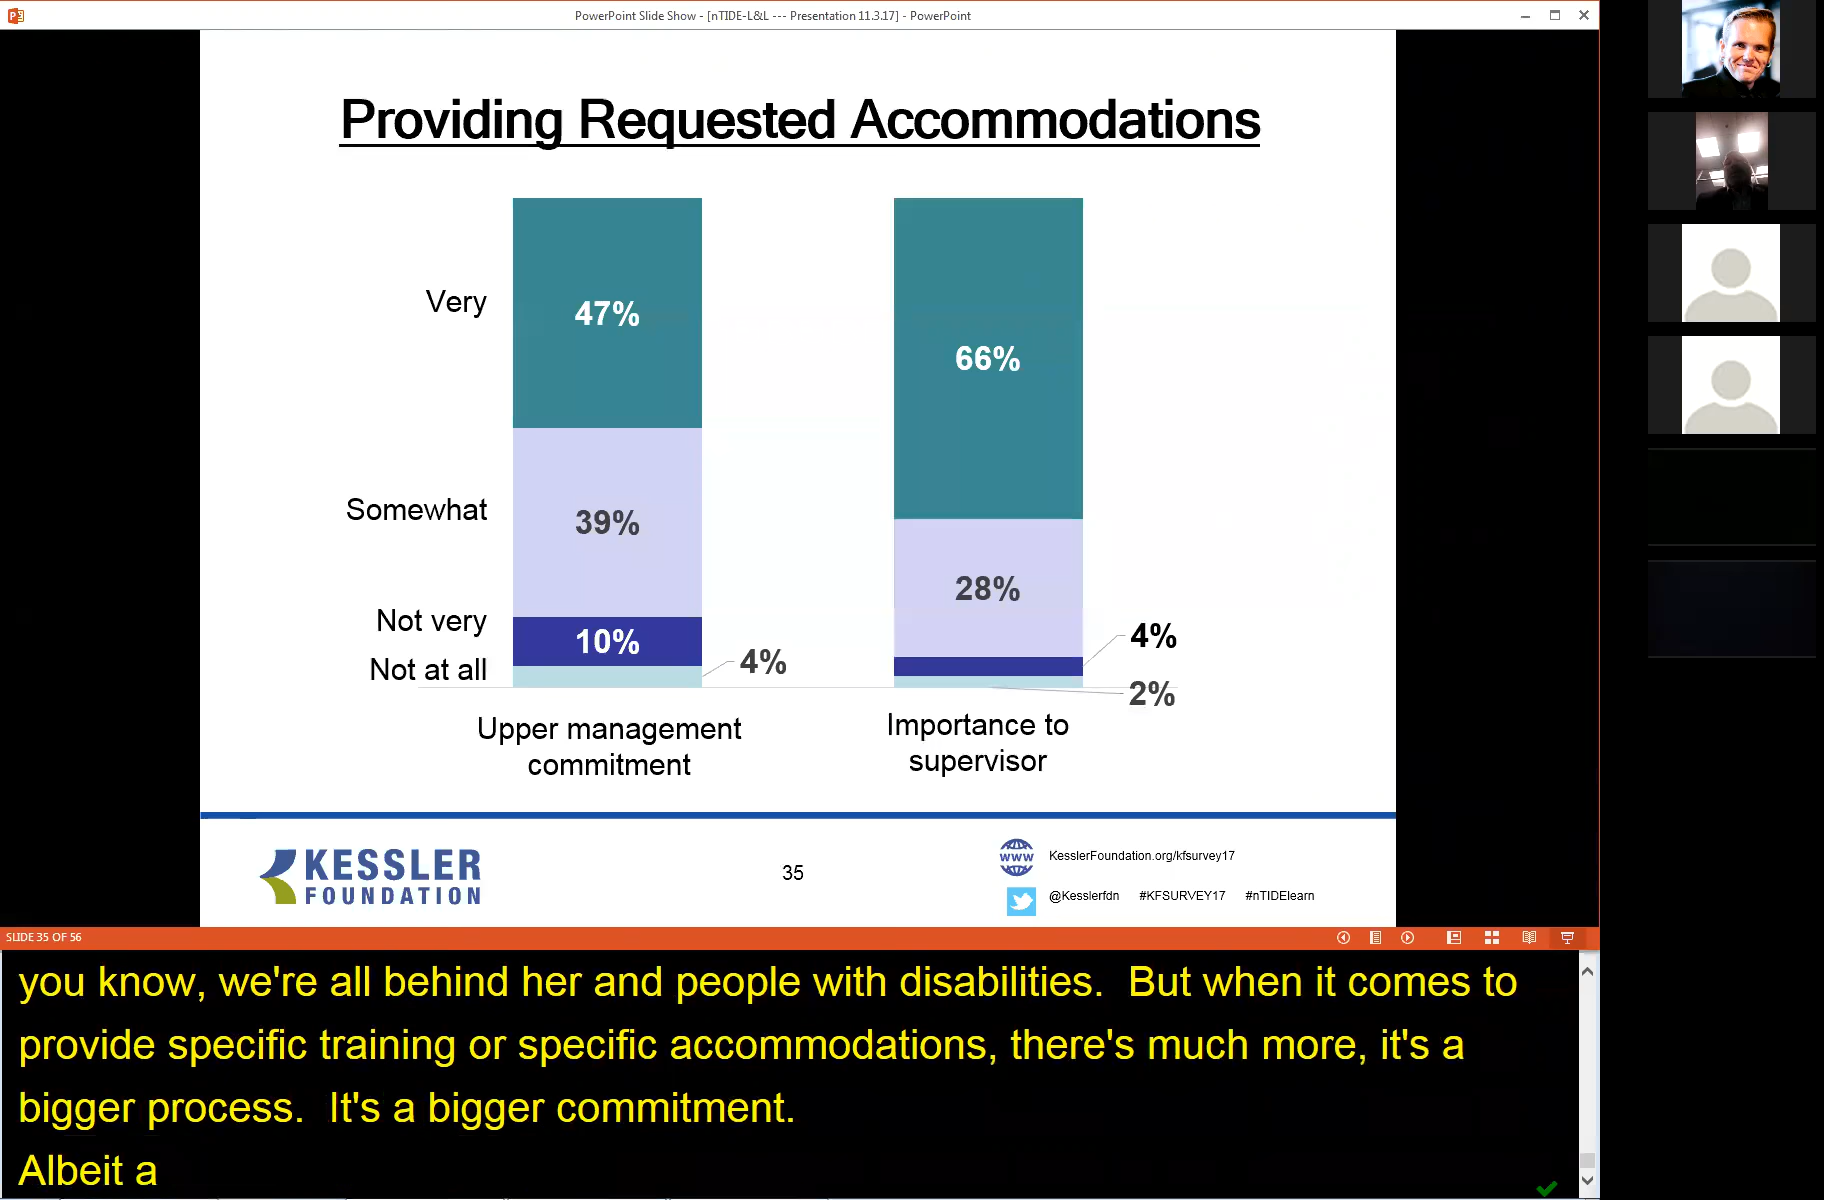 PowerPoint Slide Show - [nTIDE-L&L --- Presentation 11.3.17] - PowerPoint
Providing Requested Accommodations
Very
47%
66%
Somewhat
39%
28%
Not very
10%
4%
Not at all
4%
2%
Upper management
commitment
Importance to
supervisor
KESSLER
FOUNDATION
35
www
KesslerFoundation.org/kfsurvey17
@Kesslerfdn #KFSURVEY17 #nTIDElearn
SLIDE 35 OF 56
you know, we're all behind her and people with disabilities. But when it comes to
provide specific training or specific accommodations, there's much more, it's a
bigger process. It's a bigger commitment.
Albeit a